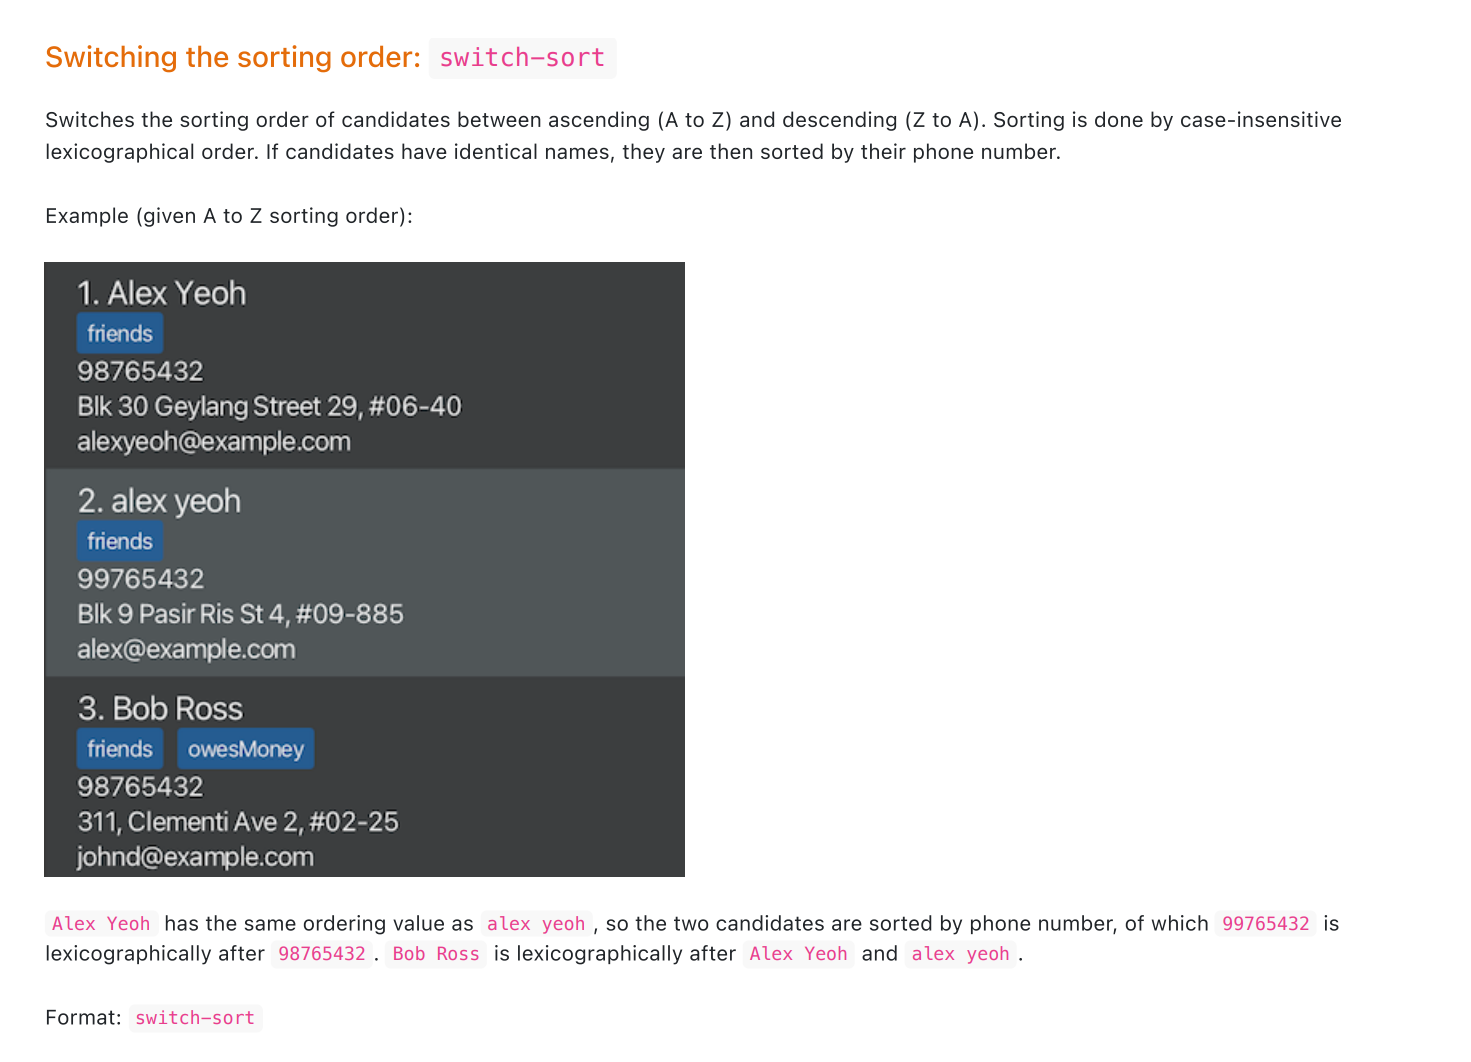 Switching the sorting order: switch-sort
Switches the sorting order of candidates between ascending (A to Z) and descending (Z to A). Sorting is done by case-insensitive
lexicographical order. If candidates have identical names, they are then sorted by their phone number.
Example (given A to Z sorting order):
1. Alex Yeoh
friends
98765432
Blk 30 Geylang Street 29, #06-40
alexyeoh@example.com
2. alex yeoh
friends
99765432
Blk 9 Pasir Ris St 4, #09-885
alex@example.com
3. Bob Ross
friends owesMoney
98765432
311, Clementi Ave 2, #02-25
johnd@example.com
Alex Yeoh has the same ordering value as alex yeoh , so the two candidates are sorted by phone number, of which 99765432 is
lexicographically after 98765432 . Bob Ross is lexicographically after Alex Yeoh and alex yeoh .
Format: switch-sort